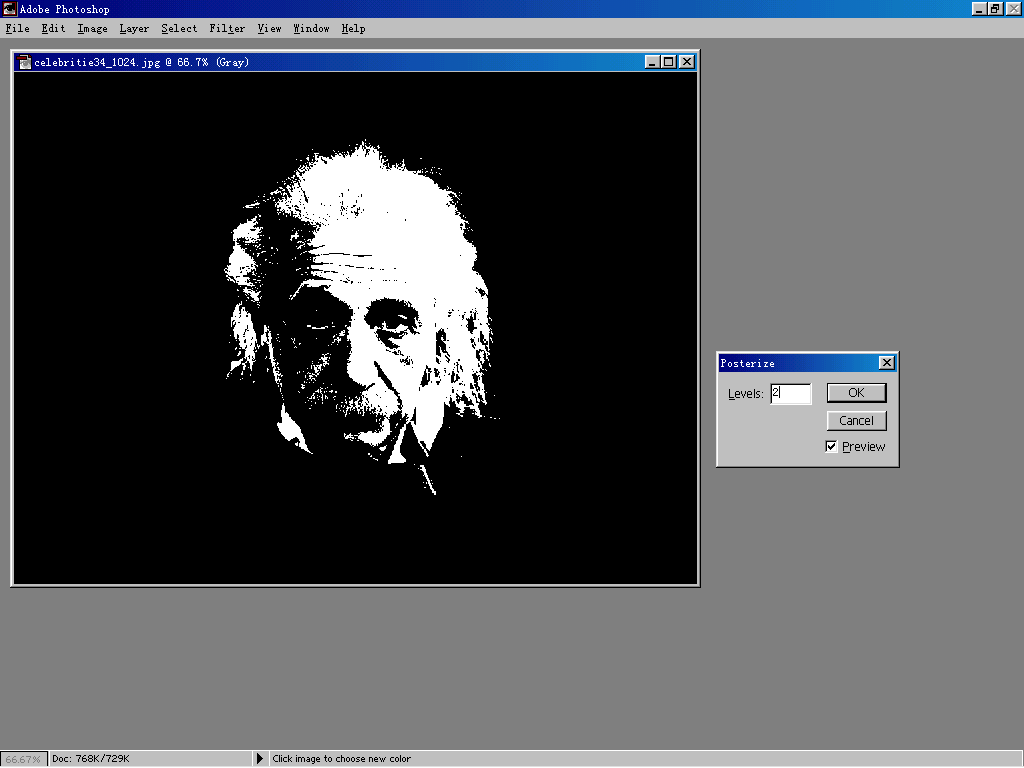 Adobe Photoshop
File Edit Image Layer Select Filter View Window Help
celebritie34_1024.jpg @ 66.7% (Gray)
Posterize
Levels: 2 OK
Cancel
Preview
66.67% Doc: 768K/729K Click image to choose new color